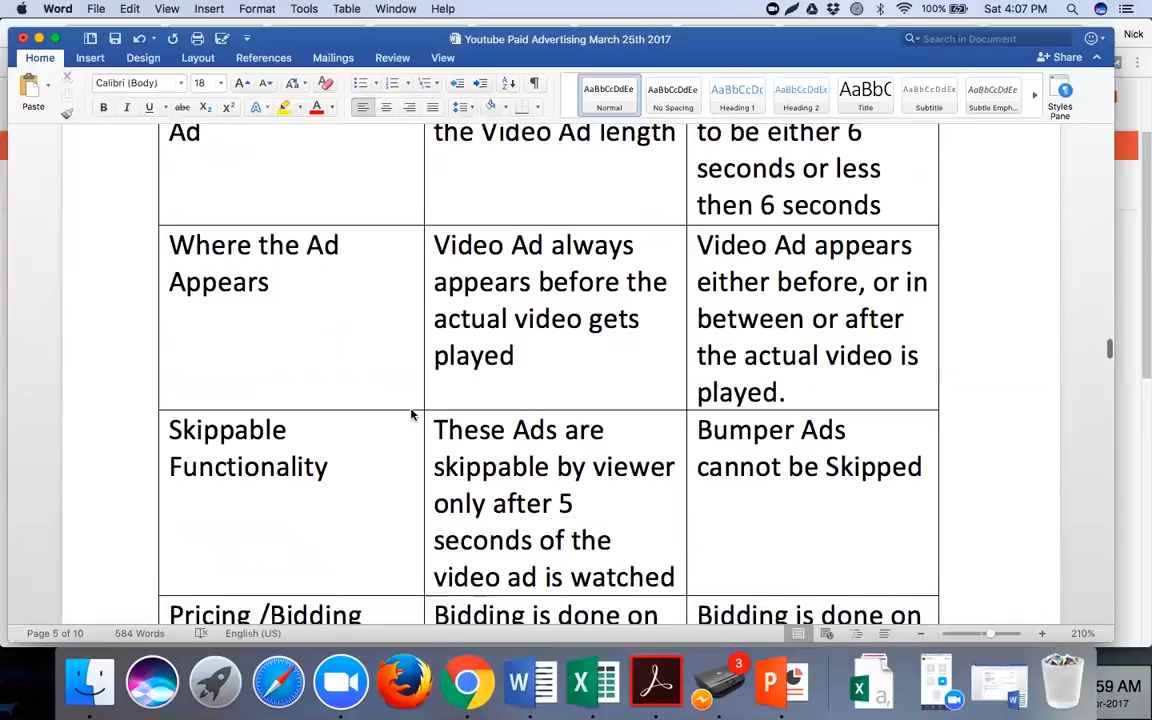 Word File Edit View Insert Format Tools Table Window Help 100% Sat 4:07 PM
Youtube Paid Advertising March 25th 2017
Search in Document
Nick
Home Insert Design Layout References Mailings Review View
Share
Paste
Calibri (Body) 18
AaBbCcDdEe AaBbCcDdEe AaBbCcDc AaBbCcDdEe AaBbC AaBbCcDdEe AaBbCcDdEe
Normal No Spacing Heading 1 Heading 2 Title Subtitle Subtle Emph...
Styles
Pane
Ad
the Video Ad length
to be either 6
seconds or less
then 6 seconds
Where the Ad
Appears
Video Ad always
appears before the
actual video gets
played
Video Ad appears
either before, or in
between or after
the actual video is
played.
Skippable
Functionality
These Ads are
skippable by viewer
only after 5
seconds of the
video ad is watched
Bumper Ads
cannot be Skipped
Pricing /Bidding
Bidding is done on
Bidding is done on
Page 5 of 10 584 Words English (US) 210%
3
:59 AM